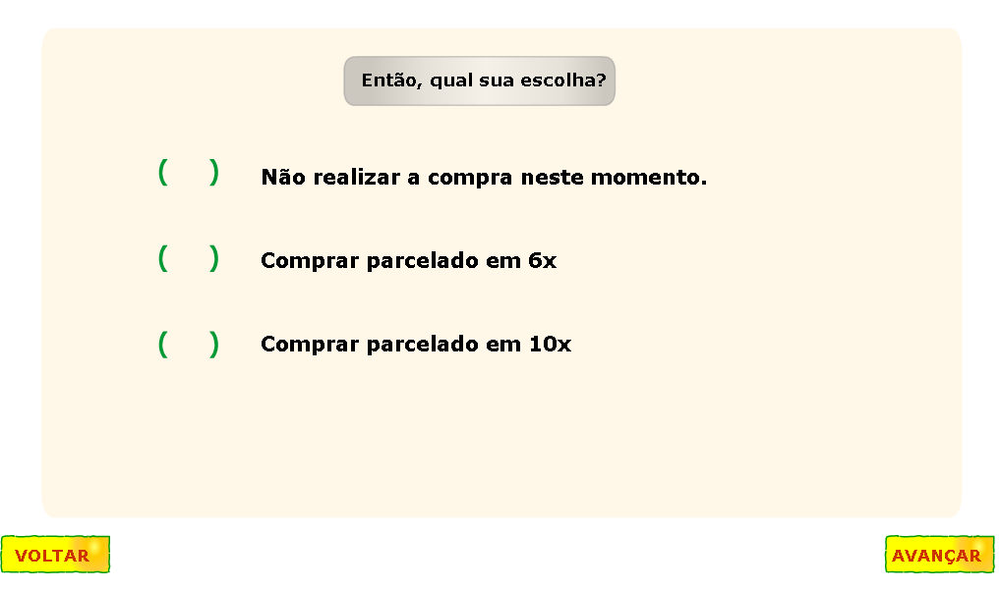 Então, qual sua escolha?
( ) Não realizar a compra neste momento.
( ) Comprar parcelado em 6x
( ) Comprar parcelado em 10x
VOLTAR
AVANÇAR